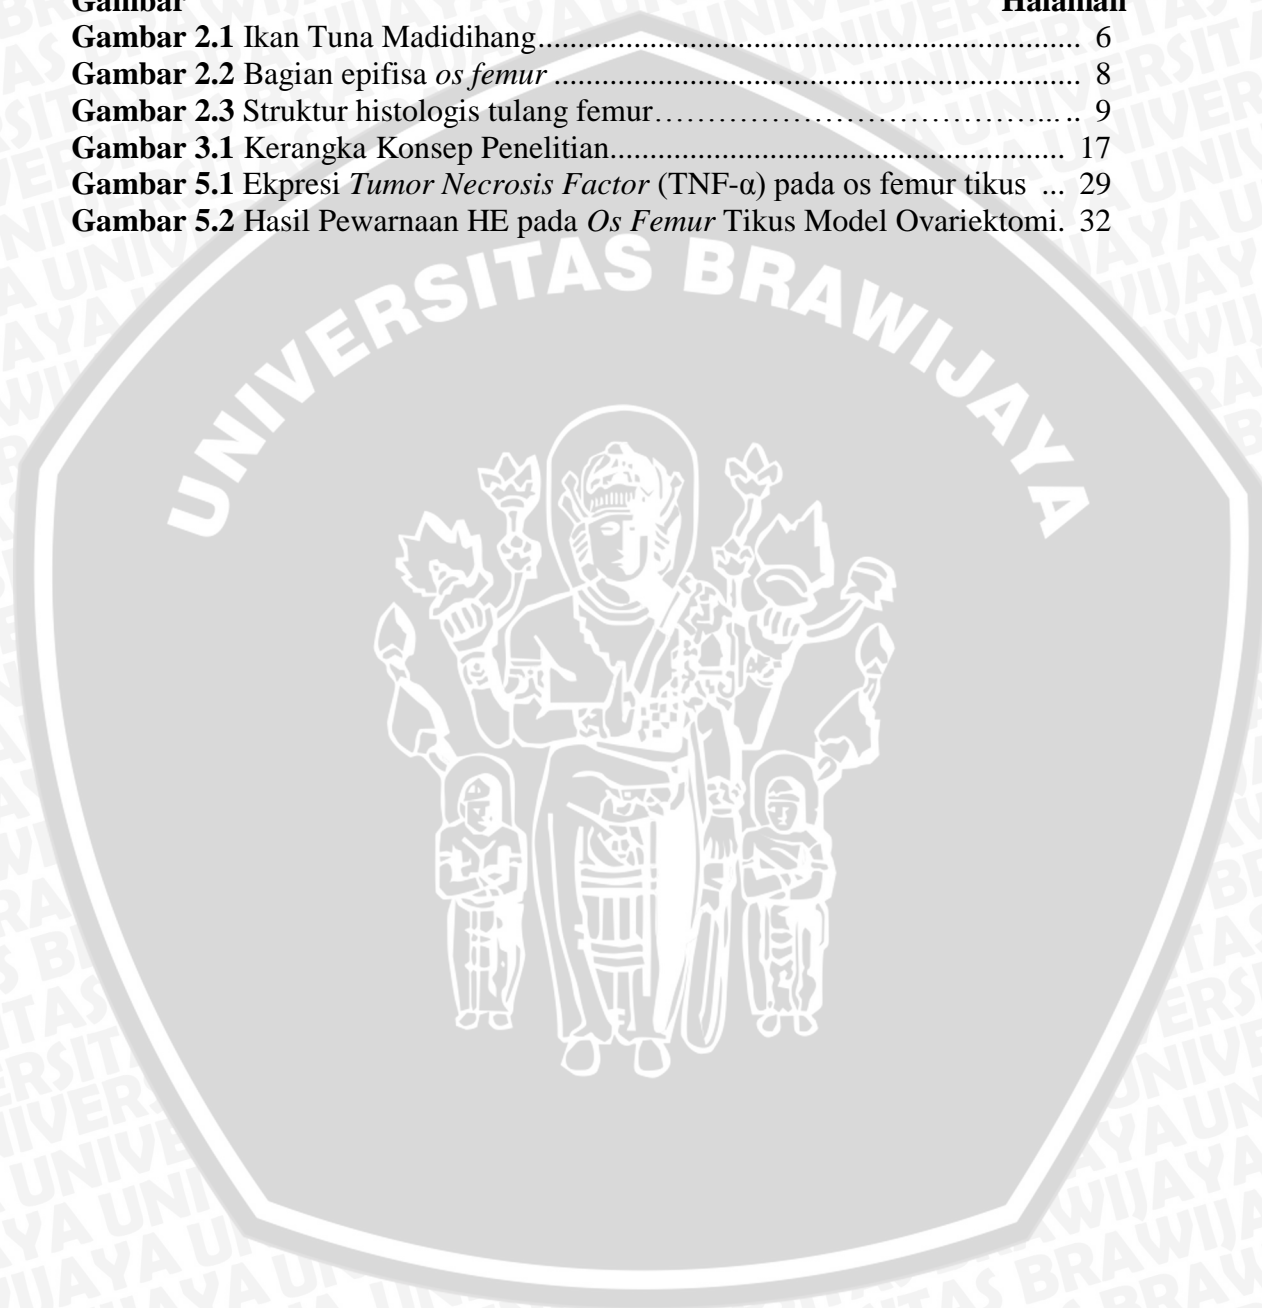 Gambar Halaman
Gambar 2.1 Ikan Tuna Madidihang.................................................................... 6
Gambar 2.2 Bagian epifisa os femur .................................................................. 8
Gambar 2.3 Struktur histologis tulang femur…………………………………..... .. 9
Gambar 3.1 Kerangka Konsep Penelitian......................................................... 17
Gambar 5.1 Ekpresi Tumor Necrosis Factor (TNF-α) pada os femur tikus ... 29
Gambar 5.2 Hasil Pewarnaan HE pada Os Femur Tikus Model Ovariektomi. 32
UNIVERSITAS BRAWIJAYA